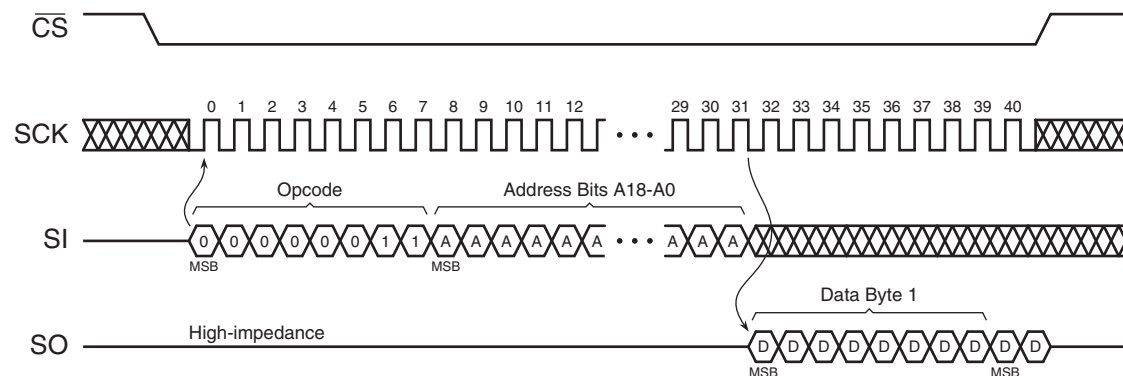 CS
0 1 2 3 4 5 6 7 8 9 10 11 12 29 30 31 32 33 34 35 36 37 38 39 40
SCK
Opcode Address Bits A18-A0
SI 0 0 0 0 0 0 1 1 A A A A A A A A A
MSB MSB
Data Byte 1
SO High-impedance D D D D D D D D D D
MSB MSB